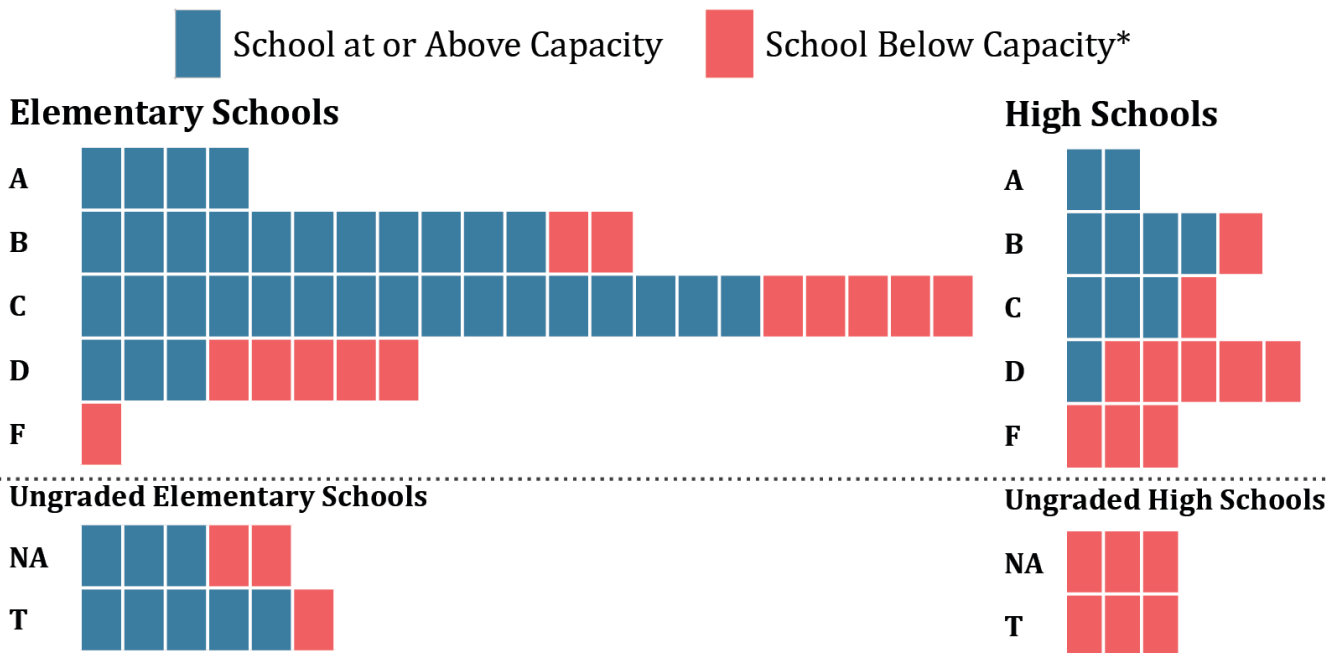 School at or Above Capacity
School Below Capacity*
Elementary Schools
A
B
C
D
F
High Schools
A
B
C
D
F
Ungraded Elementary Schools
NA
T
Ungraded High Schools
NA
T